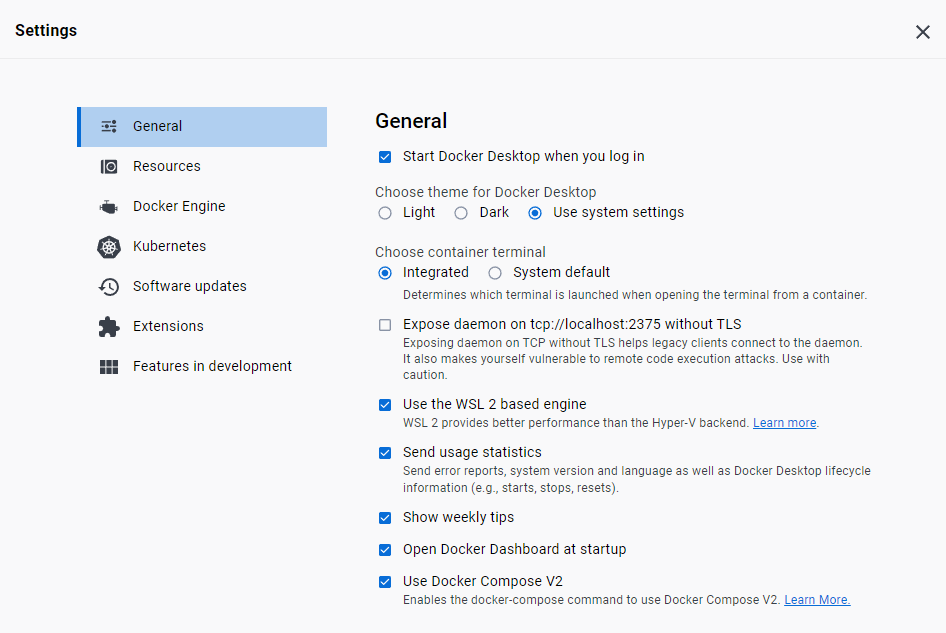 Settings
General
Resources
Docker Engine
Kubernetes
Software updates
Extensions
Features in development
General
Start Docker Desktop when you log in
Choose theme for Docker Desktop
Light Dark Use system settings
Choose container terminal
Integrated System default
Determines which terminal is launched when opening the terminal from a container.
Expose daemon on tcp://localhost:2375 without TLS
Exposing daemon on TCP without TLS helps legacy clients connect to the daemon.
It also makes yourself vulnerable to remote code execution attacks. Use with
caution.
Use the WSL 2 based engine
WSL 2 provides better performance than the Hyper-V backend. Learn more.
Send usage statistics
Send error reports, system version and language as well as Docker Desktop lifecycle
information (e.g., starts, stops, resets).
Show weekly tips
Open Docker Dashboard at startup
Use Docker Compose V2
Enables the docker-compose command to use Docker Compose V2. Learn More.